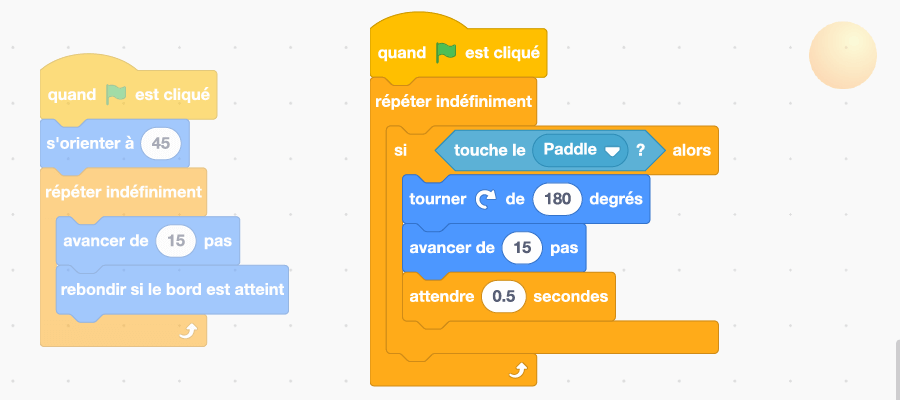 quand est cliqué
s'orienter à 45
répéter indéfiniment
avancer de 15 pas
rebondir si le bord est atteint
quand est cliqué
répéter indéfiniment
si touche le Paddle ? alors
tourner de 180 degrés
avancer de 15 pas
attendre 0.5 secondes